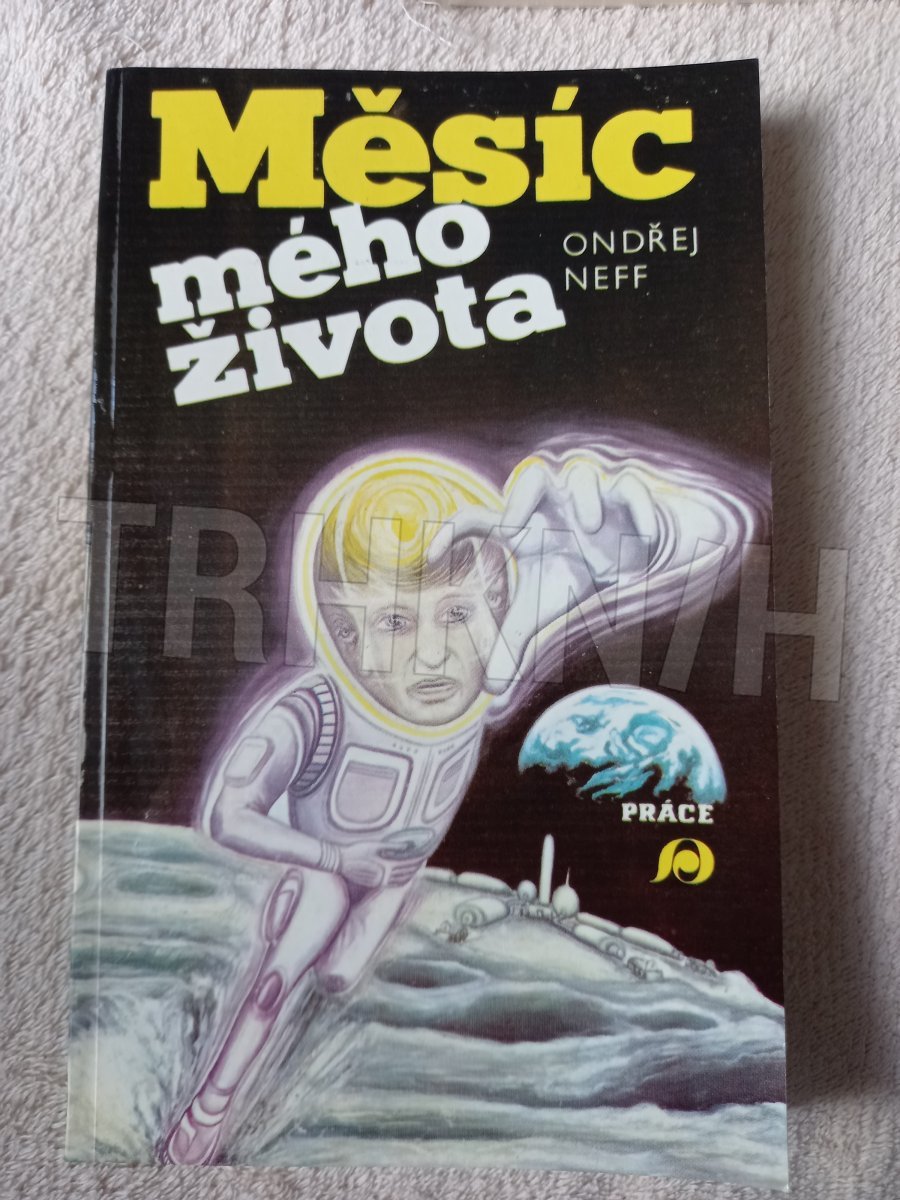 Měsíc
mého
života
ONDŘEJ
NEFF
TRHKNIH
PRÁCE